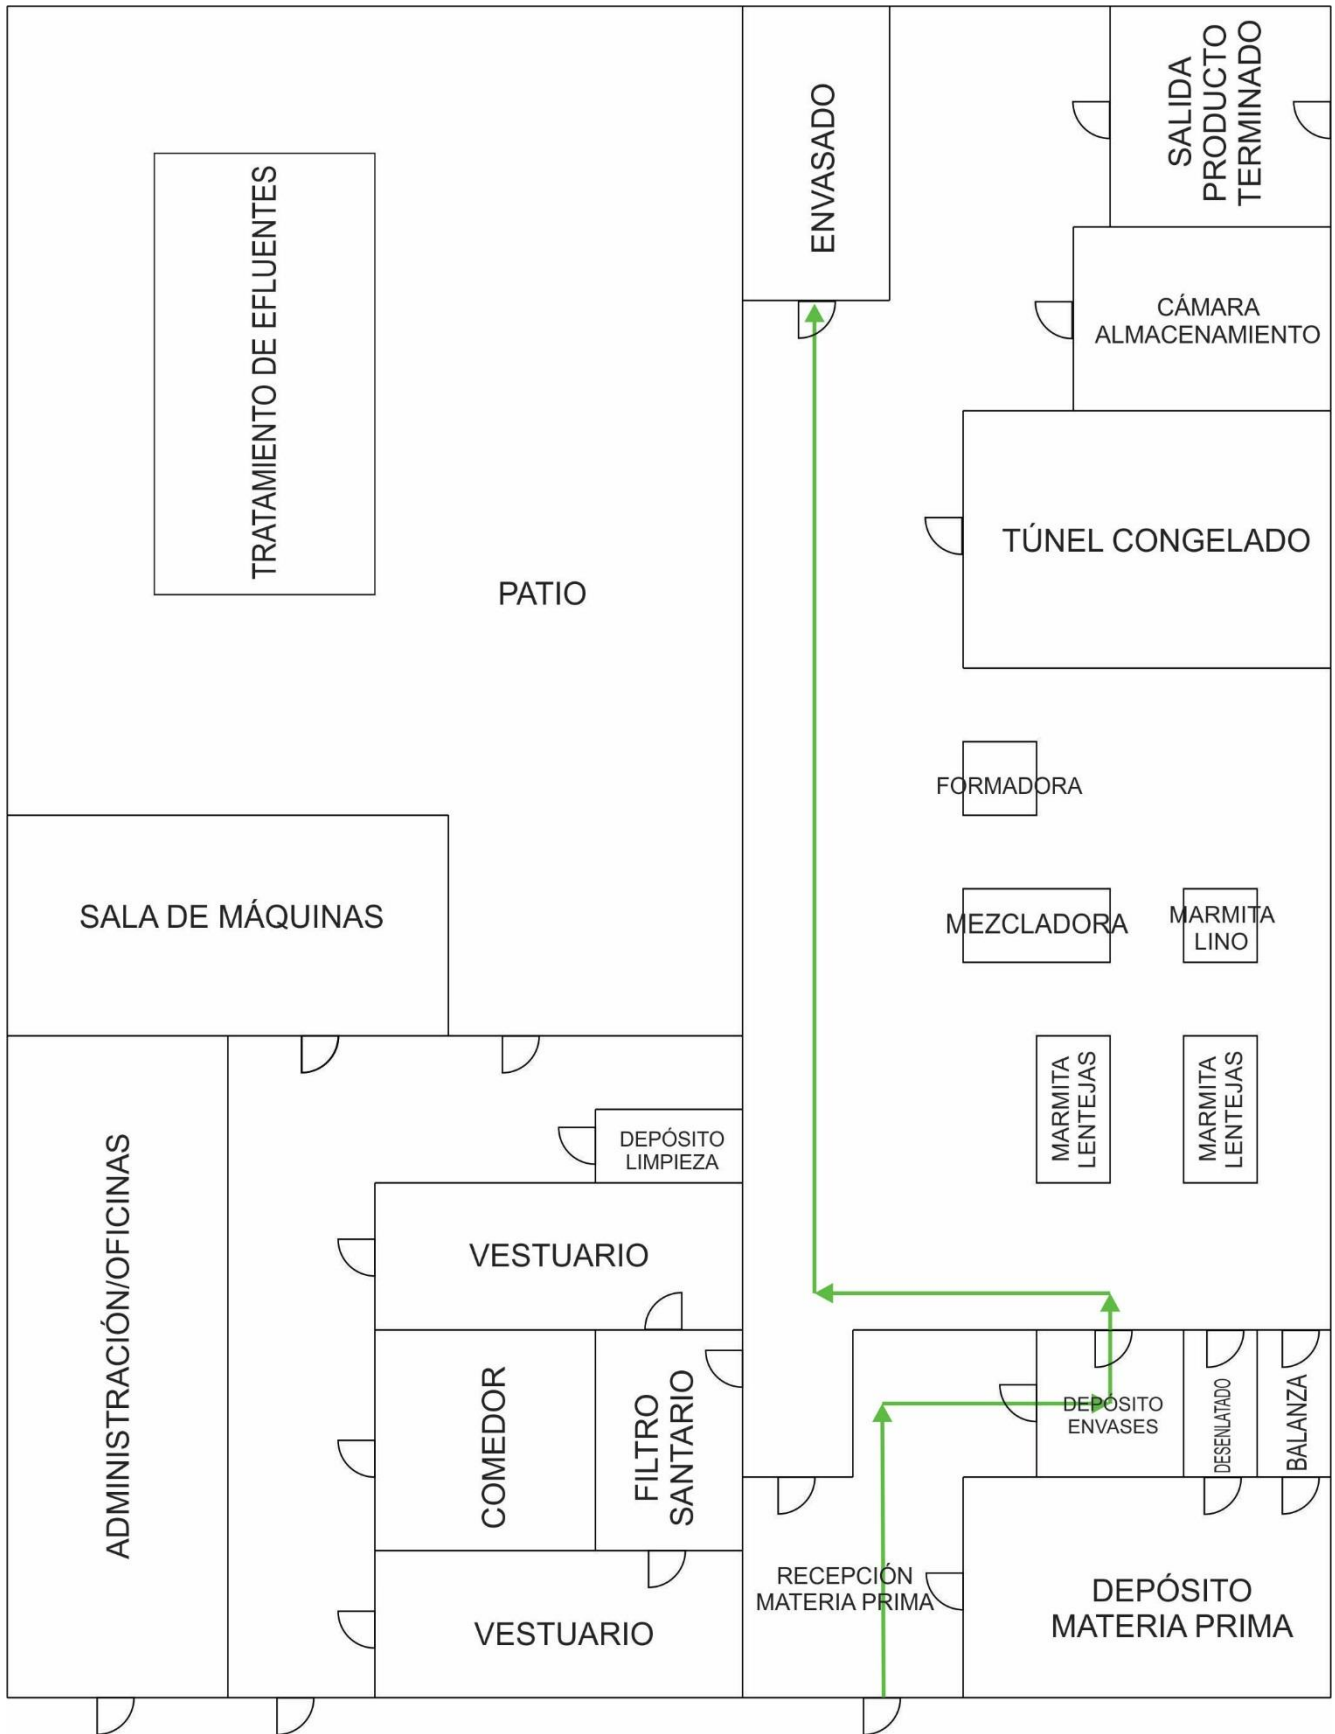 ENVASADO
SALIDA
PRODUCTO
TERMINADO
TRATAMIENTO DE EFLUENTES
CÁMARA
ALMACENAMIENTO
TÚNEL CONGELADO
PATIO
FORMADORA
SALA DE MÁQUINAS
MEZCLADORA
MARMITA
LINO
MARMITA
LENTEJAS
MARMITA
LENTEJAS
DEPÓSITO
LIMPIEZA
ADMINISTRACIÓN/OFICINAS
VESTUARIO
COMEDOR
FILTRO
SANTARIO
DEPÓSITO
ENVASES
DESENLATADO
BALANZA
RECEPCIÓN
MATERIA PRIMA
DEPÓSITO
MATERIA PRIMA
VESTUARIO